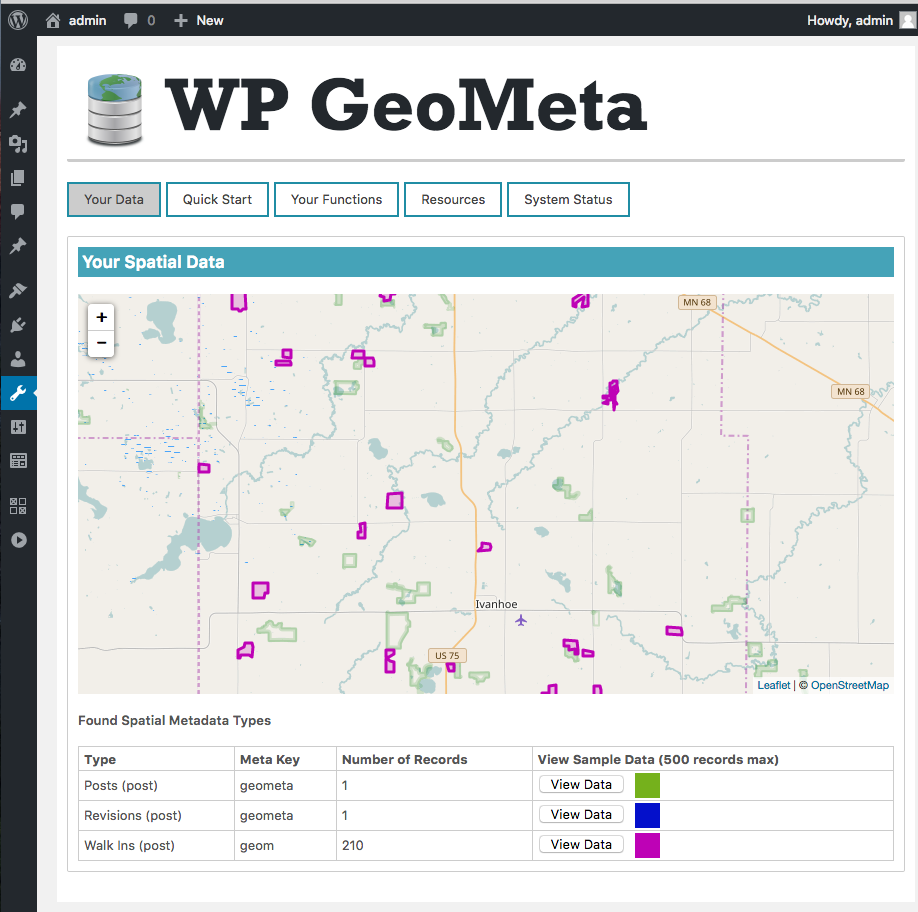 admin 0 New Howdy, admin
WP GeoMeta
Your Data Quick Start Your Functions Resources System Status
Your Spatial Data
+
−
MN 68
MN 68
Ivanhoe
US 75
Leaflet | © OpenStreetMap
Found Spatial Metadata Types
Type Meta Key Number of Records View Sample Data (500 records max)
Posts (post) geometa 1 View Data
Revisions (post) geometa 1 View Data
Walk Ins (post) geom 210 View Data